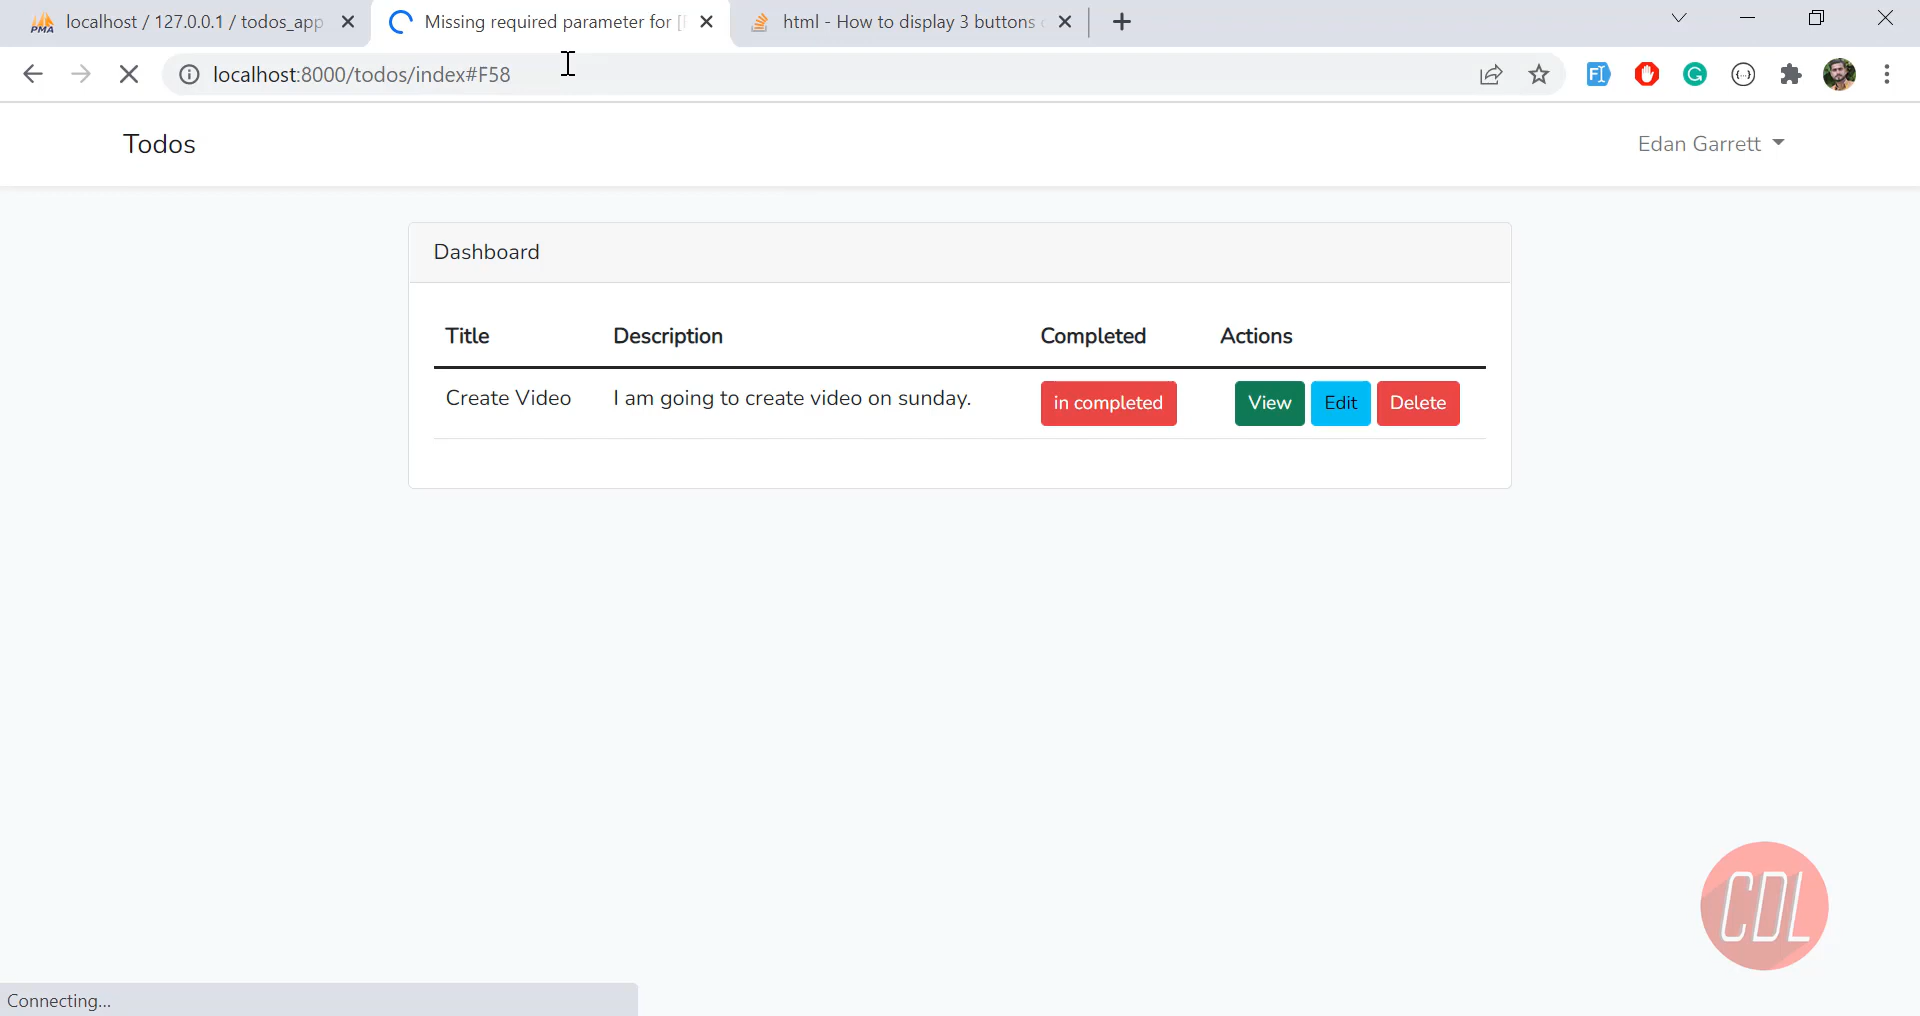 localhost / 127.0.0.1 / todos_app
Missing required parameter for [
html - How to display 3 buttons
localhost:8000/todos/index#F58
Todos
Edan Garrett
Dashboard
Title Description Completed Actions
Create Video I am going to create video on sunday. in completed View Edit Delete
CDL
Connecting...